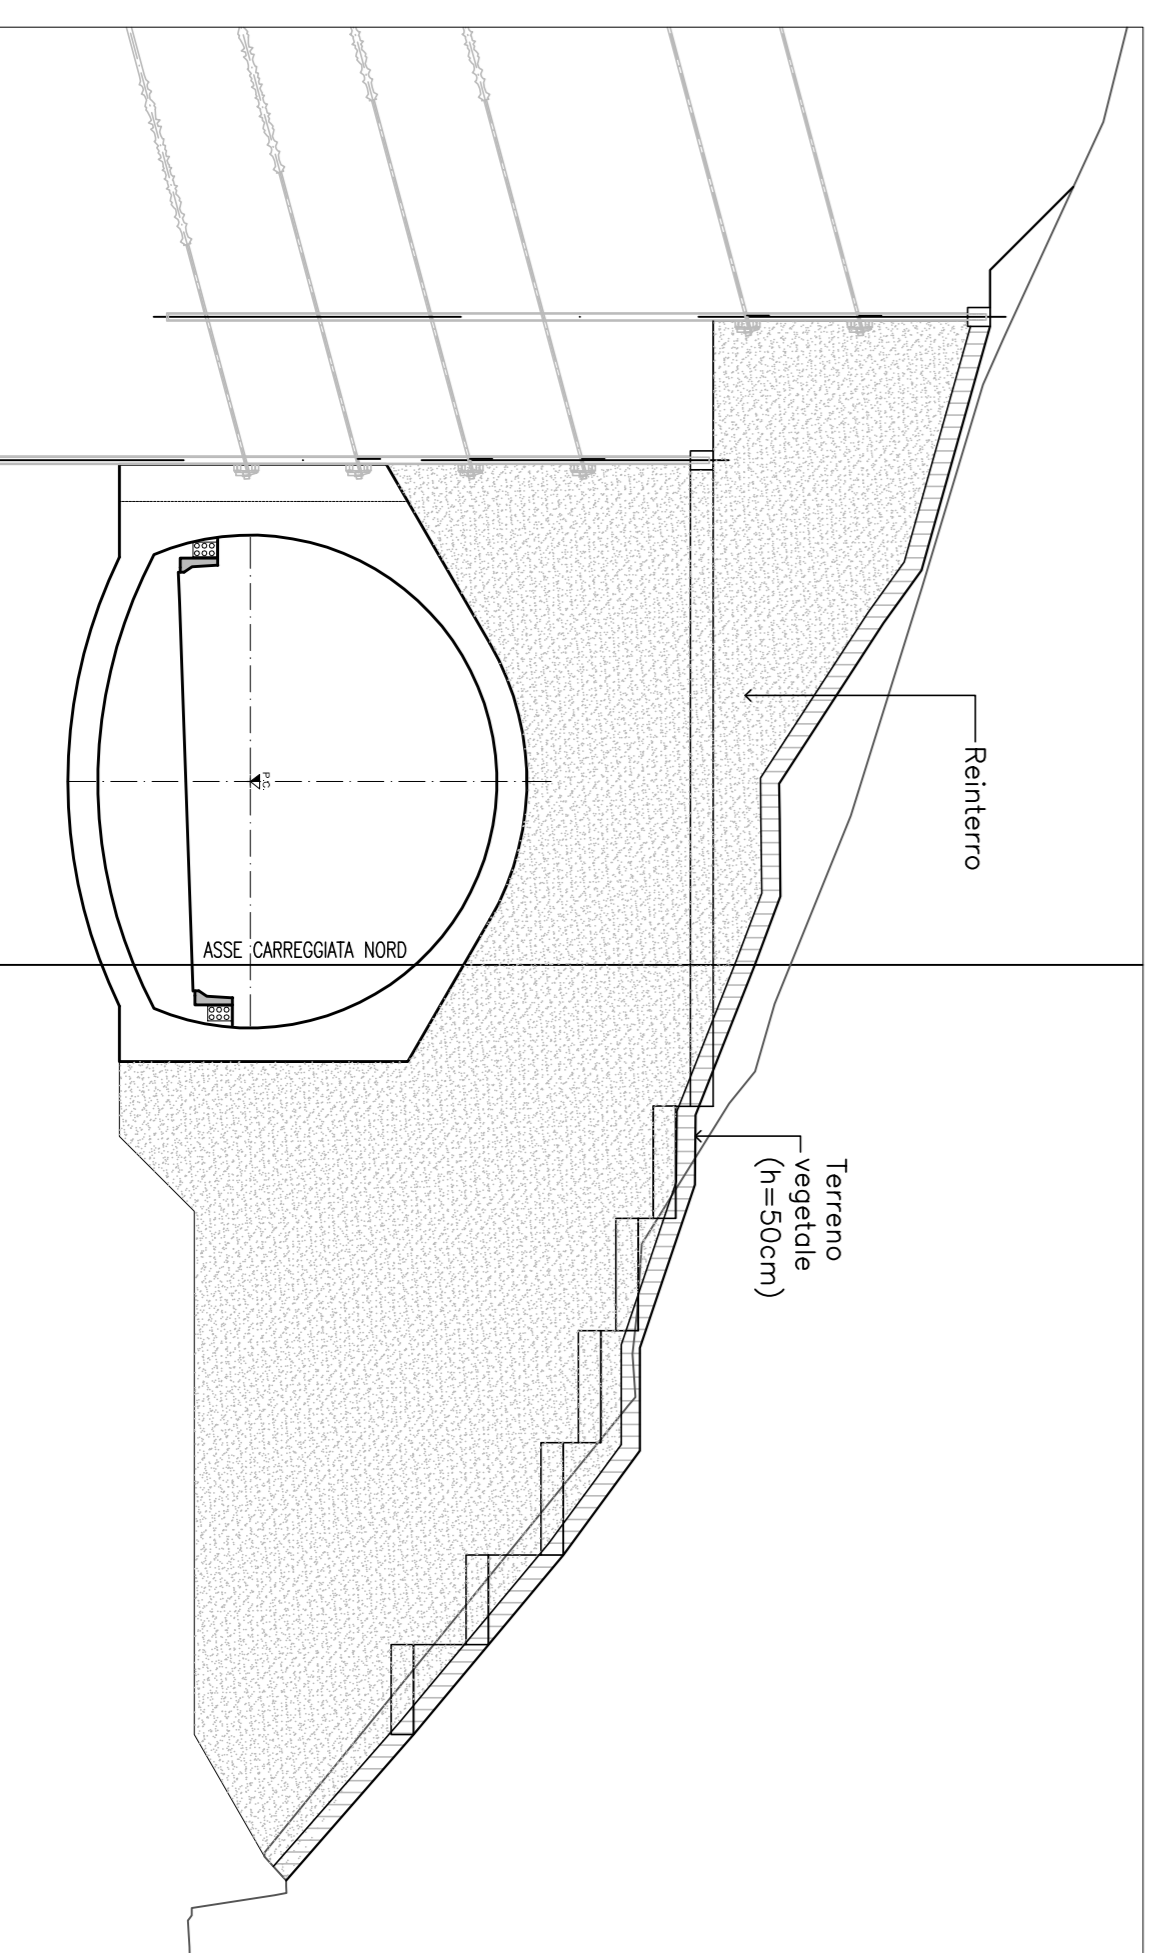 Reinterro
Terreno
vegetale
(h=50cm)
P.C
ASSE CARREGGIATA NORD